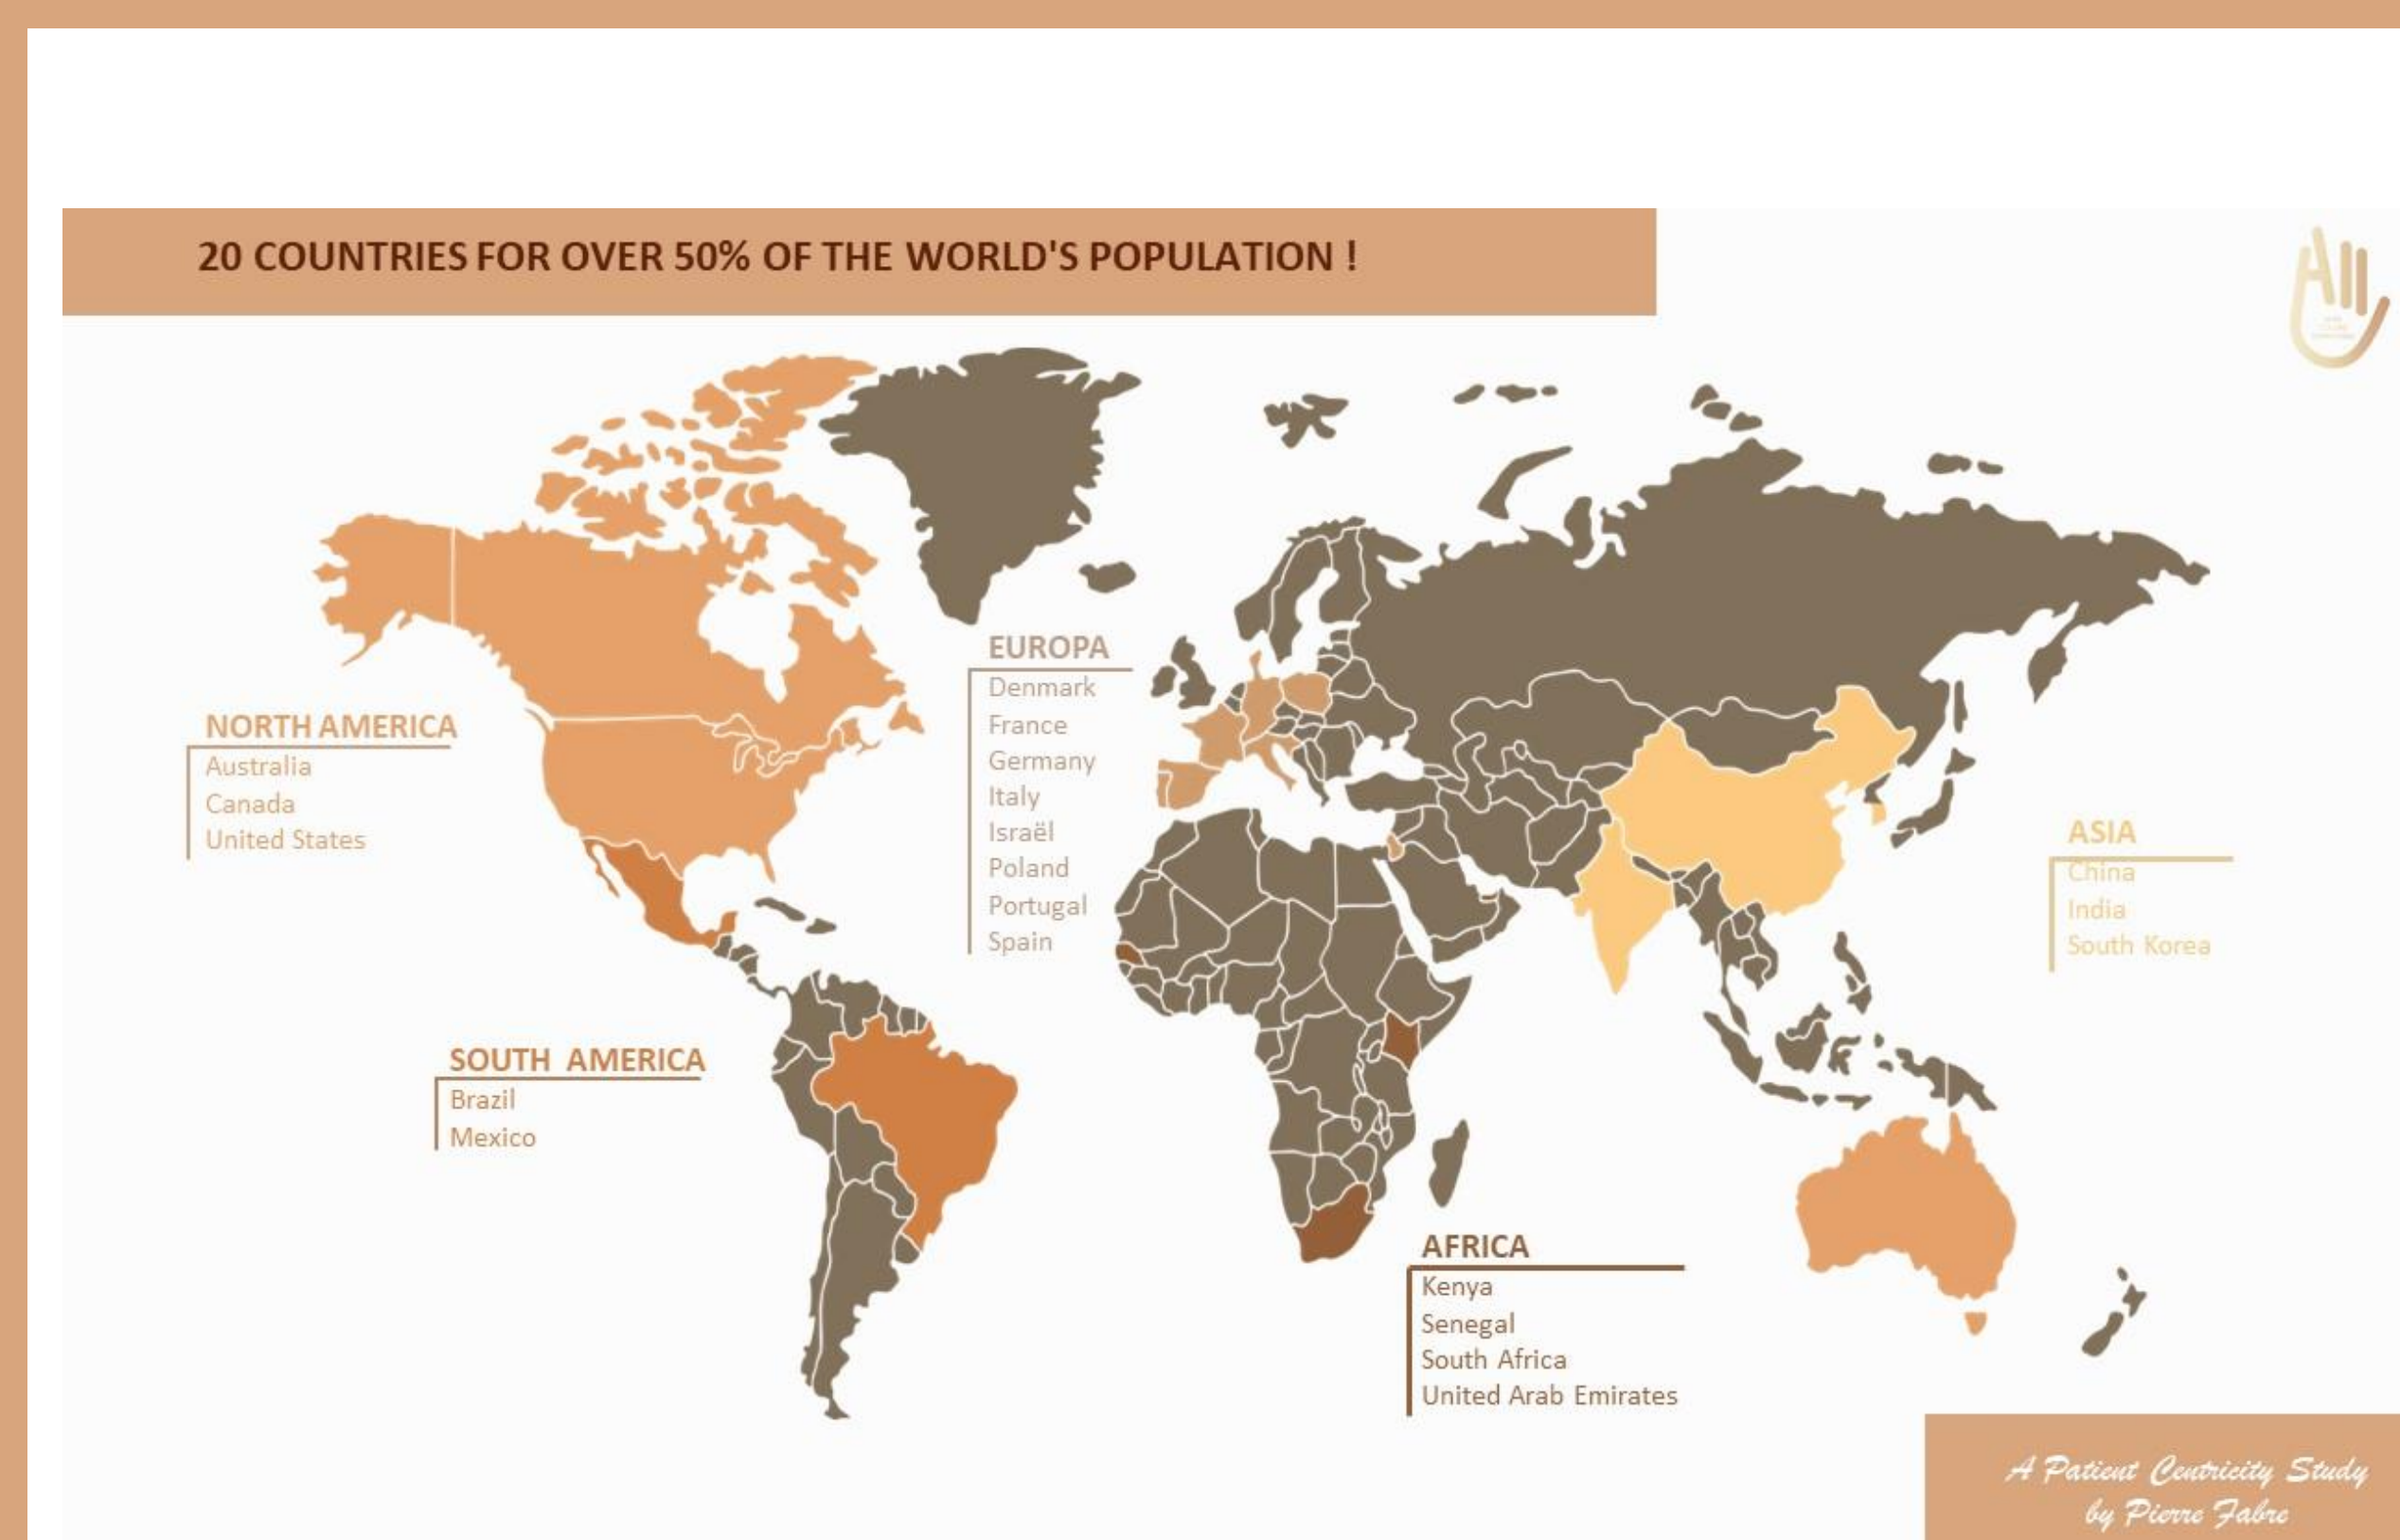 20 COUNTRIES FOR OVER 50% OF THE WORLD'S POPULATION !
All
EUROPA
Denmark
France
Germany
Italy
Israël
Poland
Portugal
Spain
NORTH AMERICA
Australia
Canada
United States
ASIA
China
India
South Korea
SOUTH AMERICA
Brazil
Mexico
AFRICA
Kenya
Senegal
South Africa
United Arab Emirates
A Patient Centricity Study
by Pierre Fabre